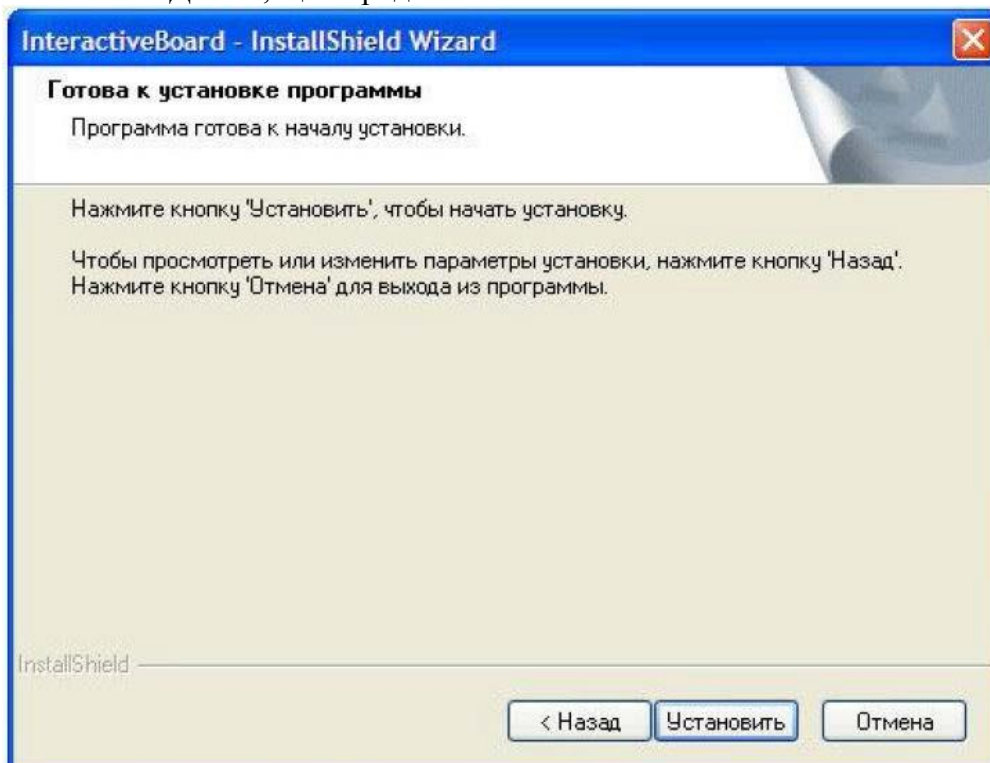 InteractiveBoard - InstallShield Wizard
Готова к установке программы
Программа готова к началу установки.
Нажмите кнопку 'Установить', чтобы начать установку.
Чтобы просмотреть или изменить параметры установки, нажмите кнопку 'Назад'.
Нажмите кнопку 'Отмена' для выхода из программы.
InstallShield
< Назад Установить Отмена